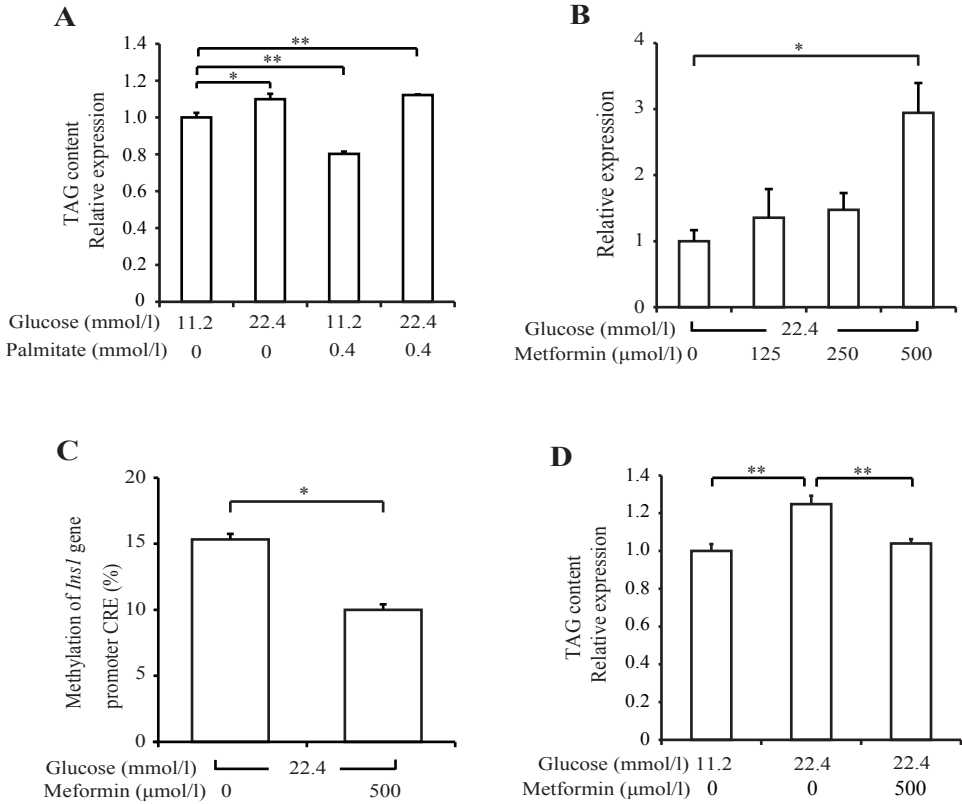 A
**
**
*
1.4
1.2
1.0
0.8
0.6
0.4
0.2
0
TAG content
Relative expression
Glucose (mmol/l) 11.2 22.4 11.2 22.4
Palmitate (mmol/l) 0 0 0.4 0.4
B
*
4
3
2
1
0
Relative expression
Glucose (mmol/l) 22.4
Metformin (μmol/l) 0 125 250 500
C
*
20
15
10
5
0
Methylation of Ins1 gene
promoter CRE (%)
Glucose (mmol/l) 22.4
Meformin (μmol/l) 0 500
D
** **
1.4
1.2
1.0
0.8
0.6
0.4
0.2
0
TAG content
Relative expression
Glucose (mmol/l) 11.2 22.4 22.4
Metformin (μmol/l) 0 0 500